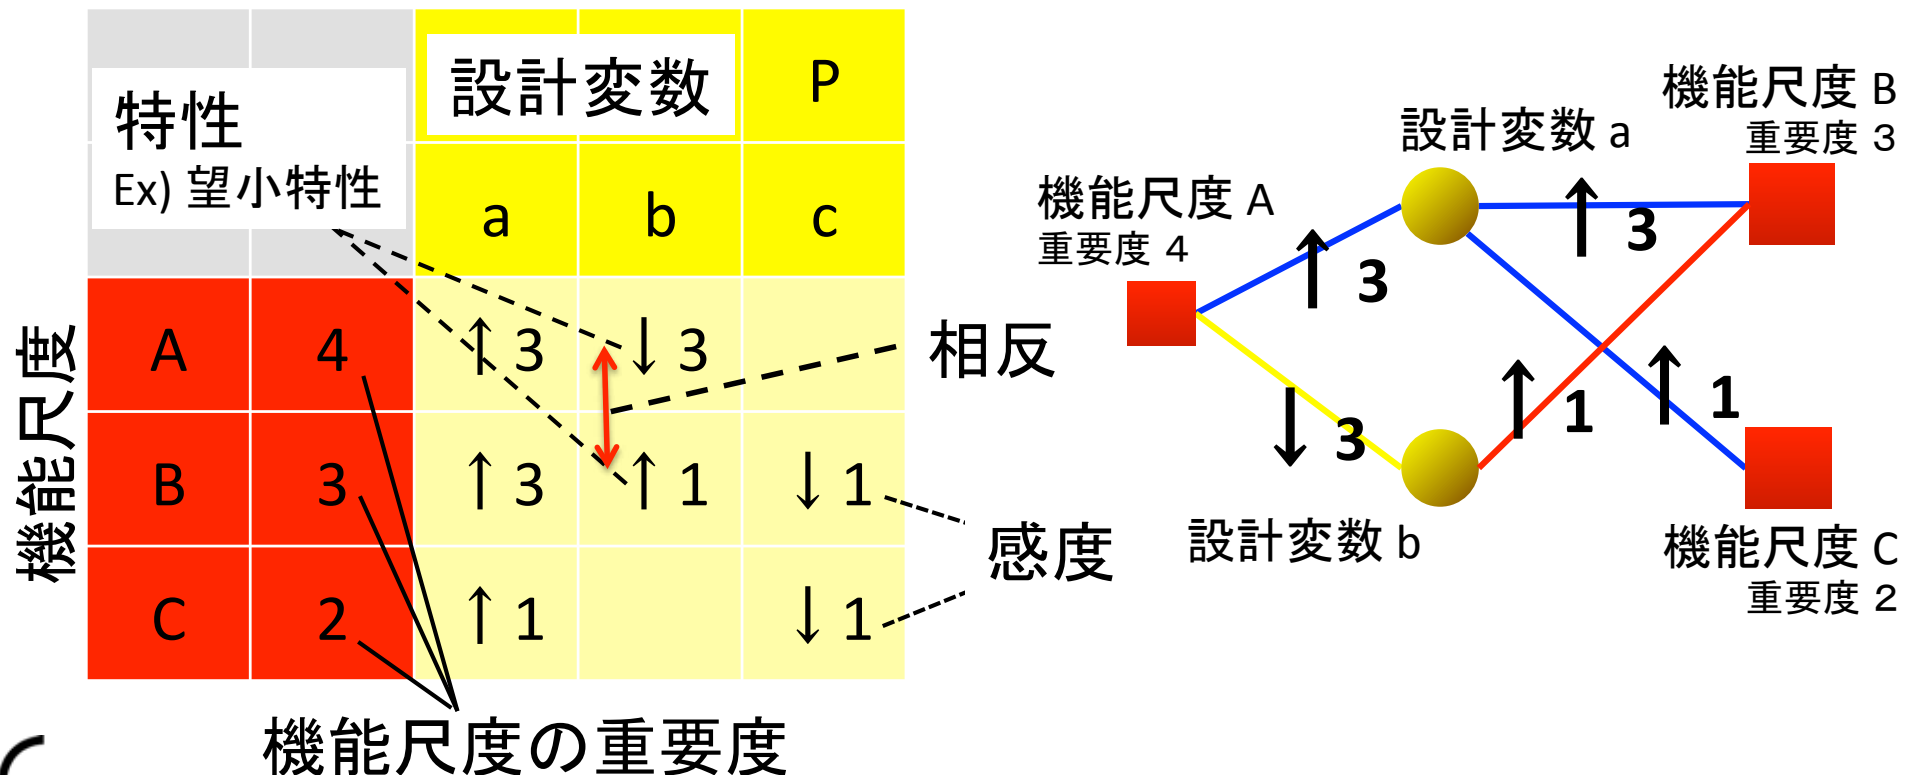 設計変数
P
特性
Ex) 望小特性
a b c
機能尺度
A 4 ↑ 3 ↓ 3
B 3 ↑ 3 ↑ 1 ↓ 1
C 2 ↑ 1 ↓ 1
相反
感度
機能尺度の重要度
機能尺度 A
重要度 4
設計変数 a
機能尺度 B
重要度 3
↑ 3
↑ 3
↓ 3
↑ 1
↑ 1
設計変数 b
機能尺度 C
重要度 2